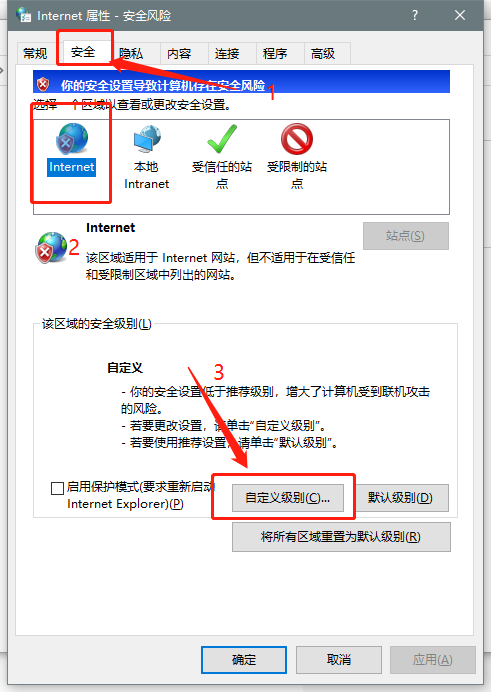 Internet 属性 - 安全风险
?
常规 安全 隐私 内容 连接 程序 高级
你的安全设置导致计算机存在安全风险
1
选择一个区域以查看或更改安全设置。
Internet
本地
Intranet
受信任的站
点
受限制的站
点
Internet
站点(S)
2
该区域适用于 Internet 网站，但不适用于在受信任
和受限制区域中列出的网站。
该区域的安全级别(L)
自定义
3
- 你的安全设置低于推荐级别，增大了计算机受到联机攻击
的风险。
- 若要更改设置，请单击“自定义级别”。
- 若要使用推荐设置，请单击“默认级别”。
启用保护模式(要求重新启动
Internet Explorer)(P)
自定义级别(C)...
默认级别(D)
将所有区域重置为默认级别(R)
确定 取消 应用(A)